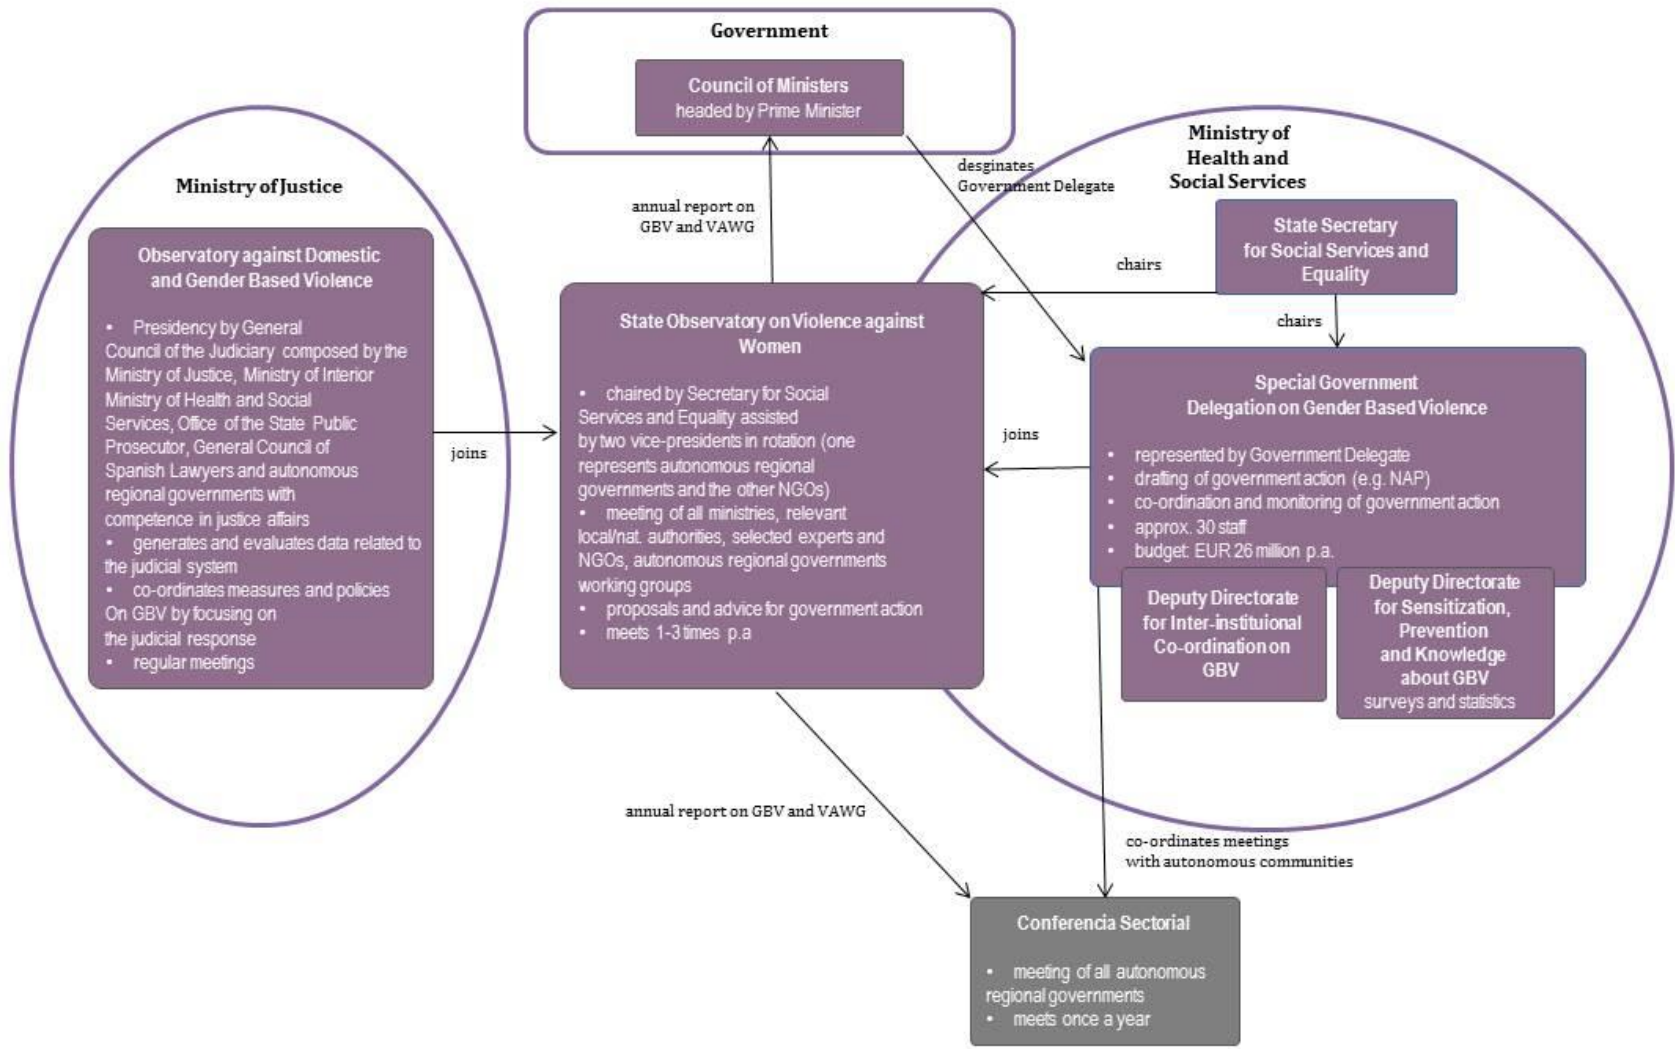 Government
Council of Ministers
headed by Prime Minister
Ministry of Justice
Observatory against Domestic
and Gender Based Violence
• Presidency by General
Council of the Judiciary composed by the
Ministry of Justice, Ministry of Interior
Ministry of Health and Social
Services, Office of the State Public
Prosecutor, General Council of
Spanish Lawyers and autonomous
regional governments with
competence in justice affairs
• generates and evaluates data related to
the judicial system
• co-ordinates measures and policies
On GBV by focusing on
the judicial response
• regular meetings
joins
annual report on
GBV and VAWG
State Observatory on Violence against
Women
• chaired by Secretary for Social
Services and Equality assisted
by two vice-presidents in rotation (one
represents autonomous regional
governments and the other NGOs)
• meeting of all ministries, relevant
local/nat. authorities, selected experts and
NGOs, autonomous regional governments
working groups
• proposals and advice for government action
• meets 1-3 times p.a
desginates
Government Delegate
Ministry of
Health and
Social Services
State Secretary
for Social Services and
Equality
chairs
chairs
Special Government
Delegation on Gender Based Violence
• represented by Government Delegate
• drafting of government action (e.g. NAP)
• co-ordination and monitoring of government action
• approx. 30 staff
• budget: EUR 26 million p.a.
joins
Deputy Directorate
for Inter-instituional
Co-ordination on
GBV
Deputy Directorate
for Sensitization,
Prevention
and Knowledge
about GBV
surveys and statistics
annual report on GBV and VAWG
co-ordinates meetings
with autonomous communities
Conferencia Sectorial
• meeting of all autonomous
regional governments
• meets once a year